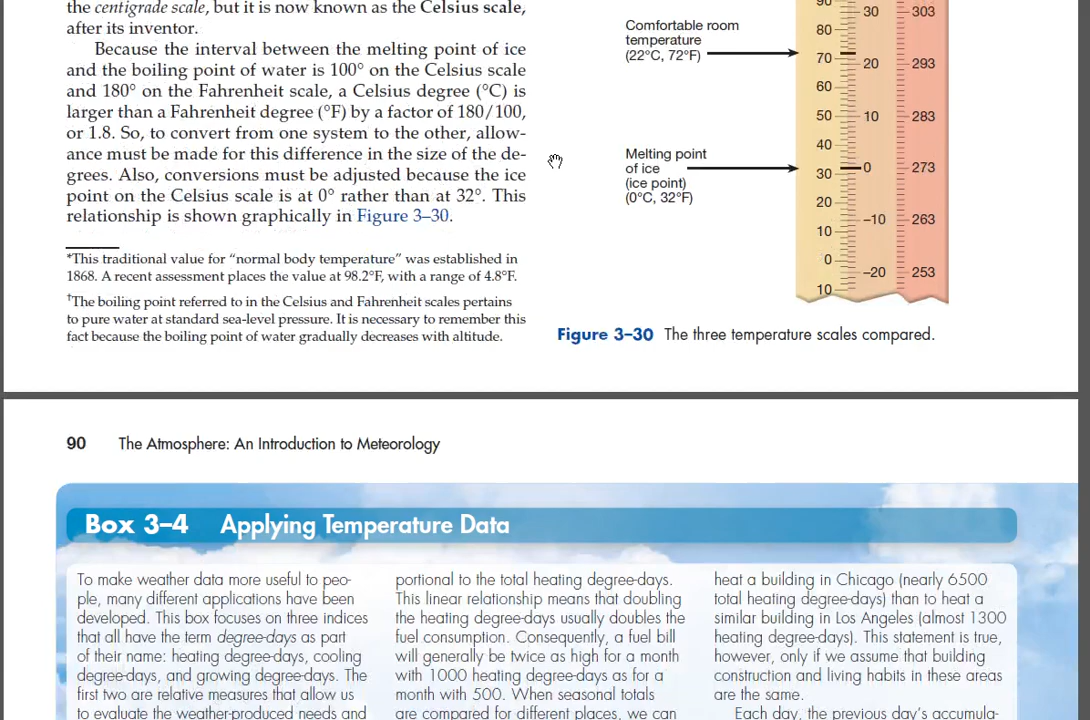 the centigrade scale, but it is now known as the Celsius scale,
after its inventor.
Because the interval between the melting point of ice
and the boiling point of water is 100° on the Celsius scale
and 180° on the Fahrenheit scale, a Celsius degree (°C) is
larger than a Fahrenheit degree (°F) by a factor of 180/100,
or 1.8. So, to convert from one system to the other, allow-
ance must be made for this difference in the size of the de-
grees. Also, conversions must be adjusted because the ice
point on the Celsius scale is at 0° rather than at 32°. This
relationship is shown graphically in Figure 3–30.
*This traditional value for “normal body temperature” was established in
1868. A recent assessment places the value at 98.2°F, with a range of 4.8°F.
†The boiling point referred to in the Celsius and Fahrenheit scales pertains
to pure water at standard sea-level pressure. It is necessary to remember this
fact because the boiling point of water gradually decreases with altitude.
Comfortable room
temperature
(22°C, 72°F)
Melting point
of ice
(ice point)
(0°C, 32°F)
90
80
70
60
50
40
30
20
10
0
10
30
20
10
0
–10
–20
303
293
283
273
263
253
Figure 3–30 The three temperature scales compared.
90 The Atmosphere: An Introduction to Meteorology
Box 3–4 Applying Temperature Data
To make weather data more useful to peo-
ple, many different applications have been
developed. This box focuses on three indices
that all have the term degree-days as part
of their name: heating degree-days, cooling
degree-days, and growing degree-days. The
first two are relative measures that allow us
to evaluate the weather-produced needs and
portional to the total heating degree-days.
This linear relationship means that doubling
the heating degree-days usually doubles the
fuel consumption. Consequently, a fuel bill
will generally be twice as high for a month
with 1000 heating degree-days as for a
month with 500. When seasonal totals
are compared for different places, we can
heat a building in Chicago (nearly 6500
total heating degree-days) than to heat a
similar building in Los Angeles (almost 1300
heating degree-days). This statement is true,
however, only if we assume that building
construction and living habits in these areas
are the same.
Each day, the previous day's accumula-